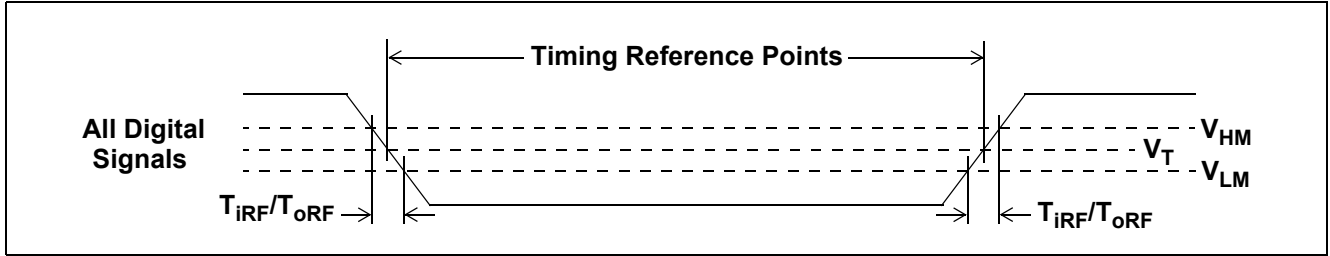 Timing Reference Points
All Digital
Signals
V_HM
V_T
V_LM
T_iRF/T_oRF
T_iRF/T_oRF